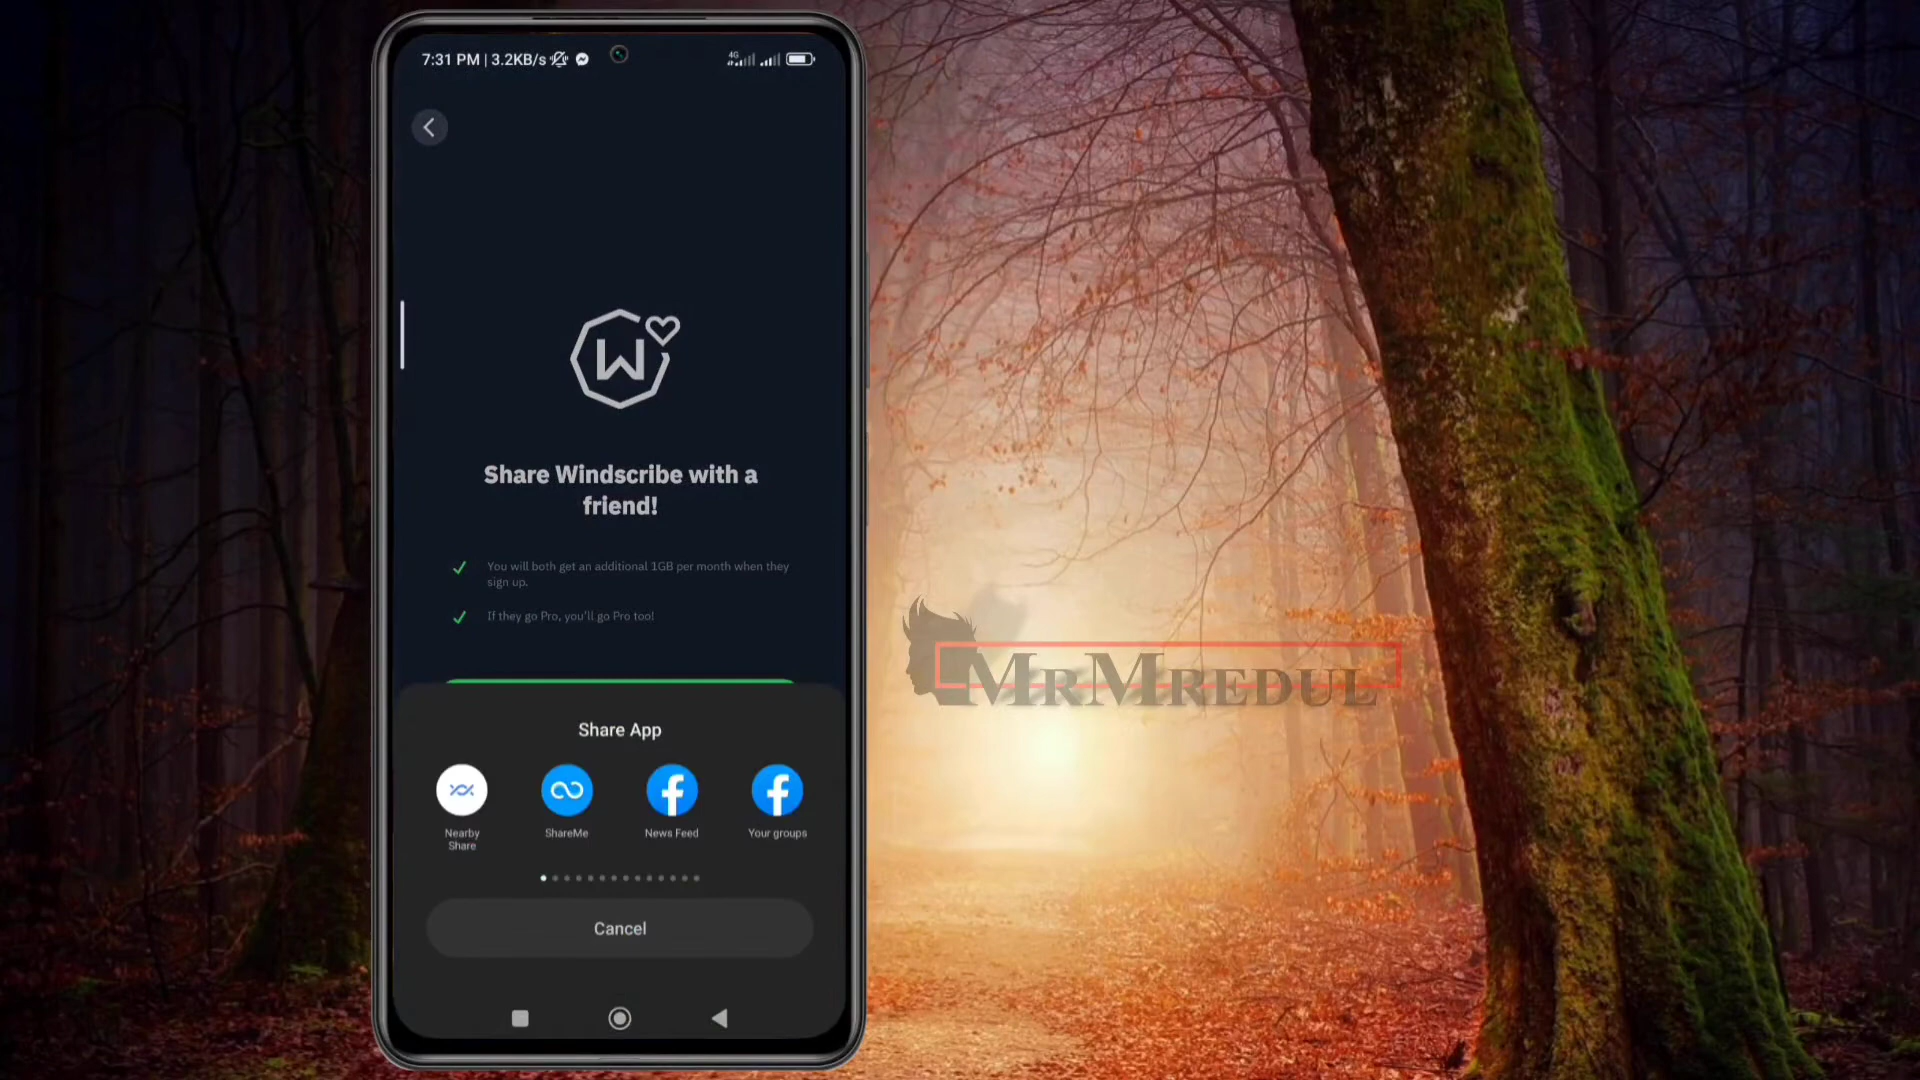 7:31 PM | 3.2KB/s
4G
Share Windscribe with a
friend!
You will both get an additional 1GB per month when they
sign up.
If they go Pro, you'll go Pro too!
MRMREDUL
Share App
Nearby
Share
ShareMe
News Feed
Your groups
Cancel